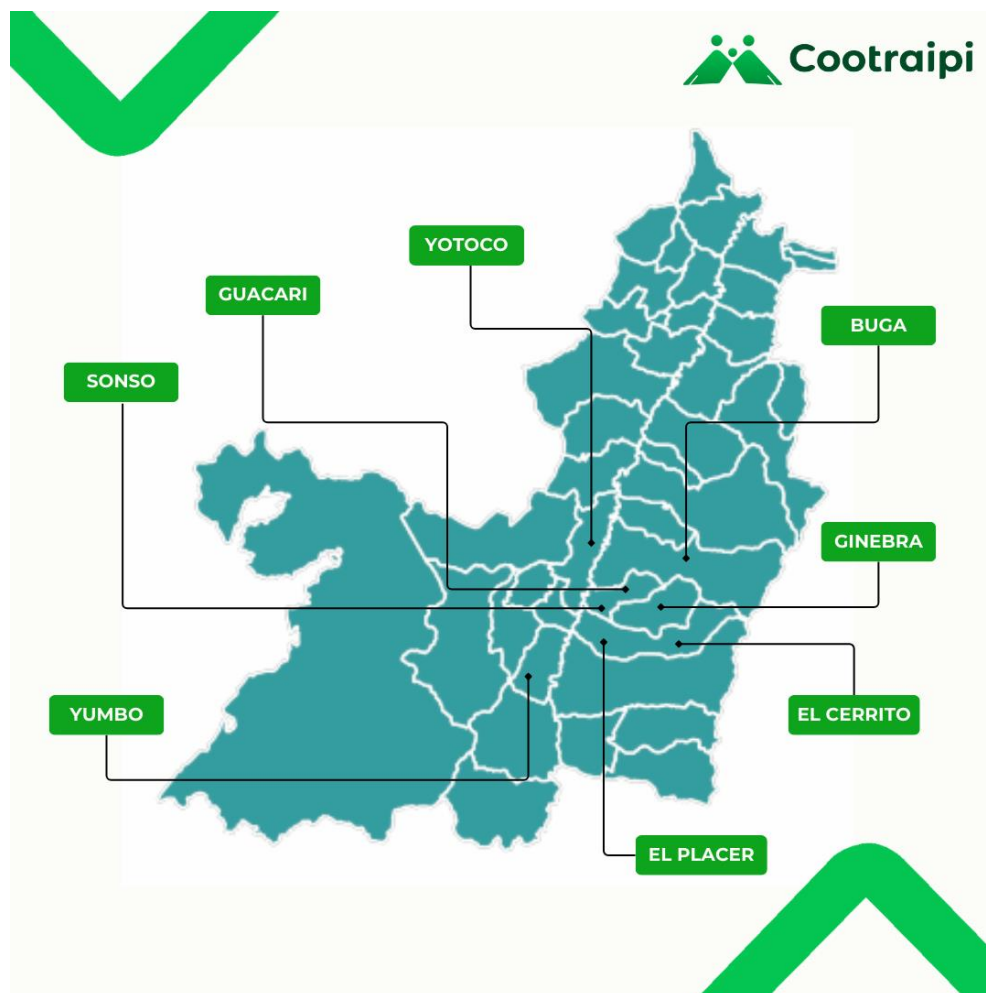 Cootraipi
YOTOCO
GUACARI
BUGA
SONSO
GINEBRA
YUMBO
EL CERRITO
EL PLACER